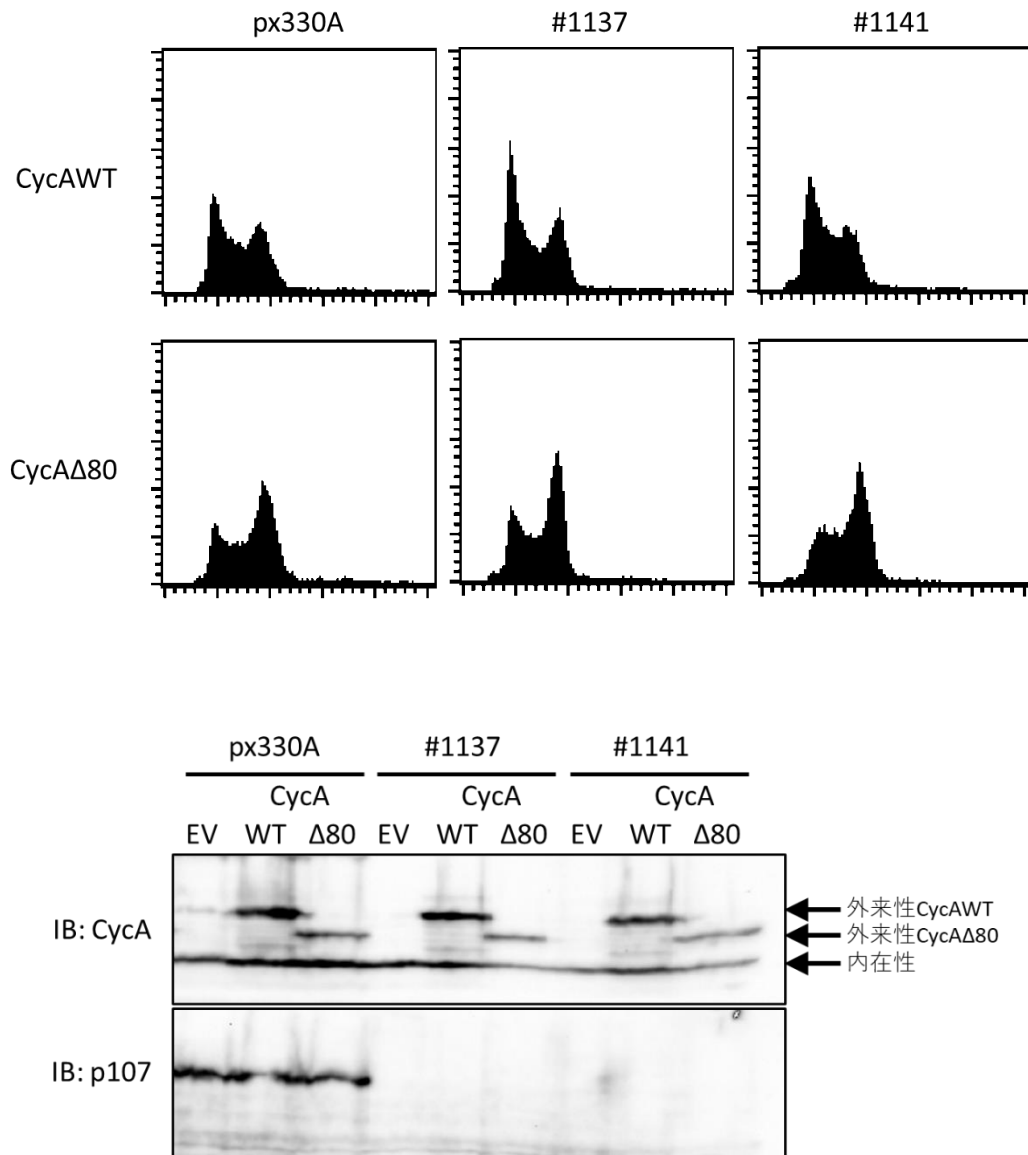 px330A #1137 #1141
CycAWT
CycAΔ80
px330A #1137 #1141
CycA CycA CycA
EV WT Δ80 EV WT Δ80 EV WT Δ80
IB: CycA
外来性CycAWT
外来性CycAΔ80
内在性
IB: p107